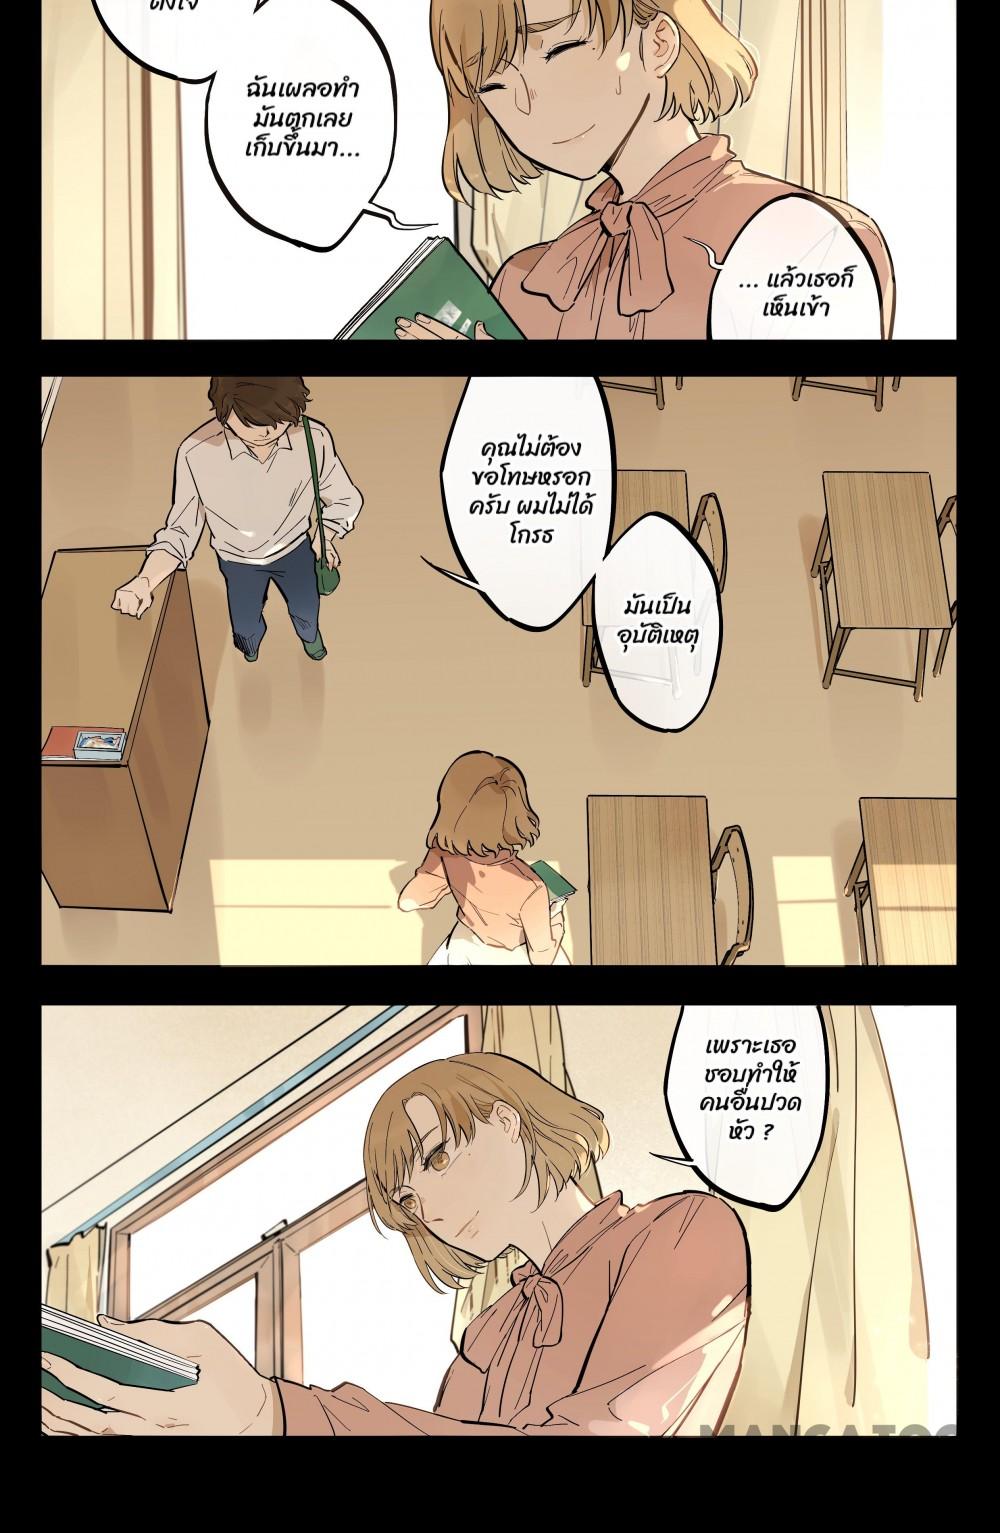 ตั้งใจ
ฉันเผลอทำ
มันตกเลย
เก็บขึ้นมา...
... แล้วเธอก็
เห็นเข้า
คุณไม่ต้อง
ขอโทษหรอก
ครับ ผมไม่ได้
โกรธ
มันเป็น
อุบัติเหตุ
เพราะเธอ
ชอบทำให้
คนอื่นปวด
หัว ?